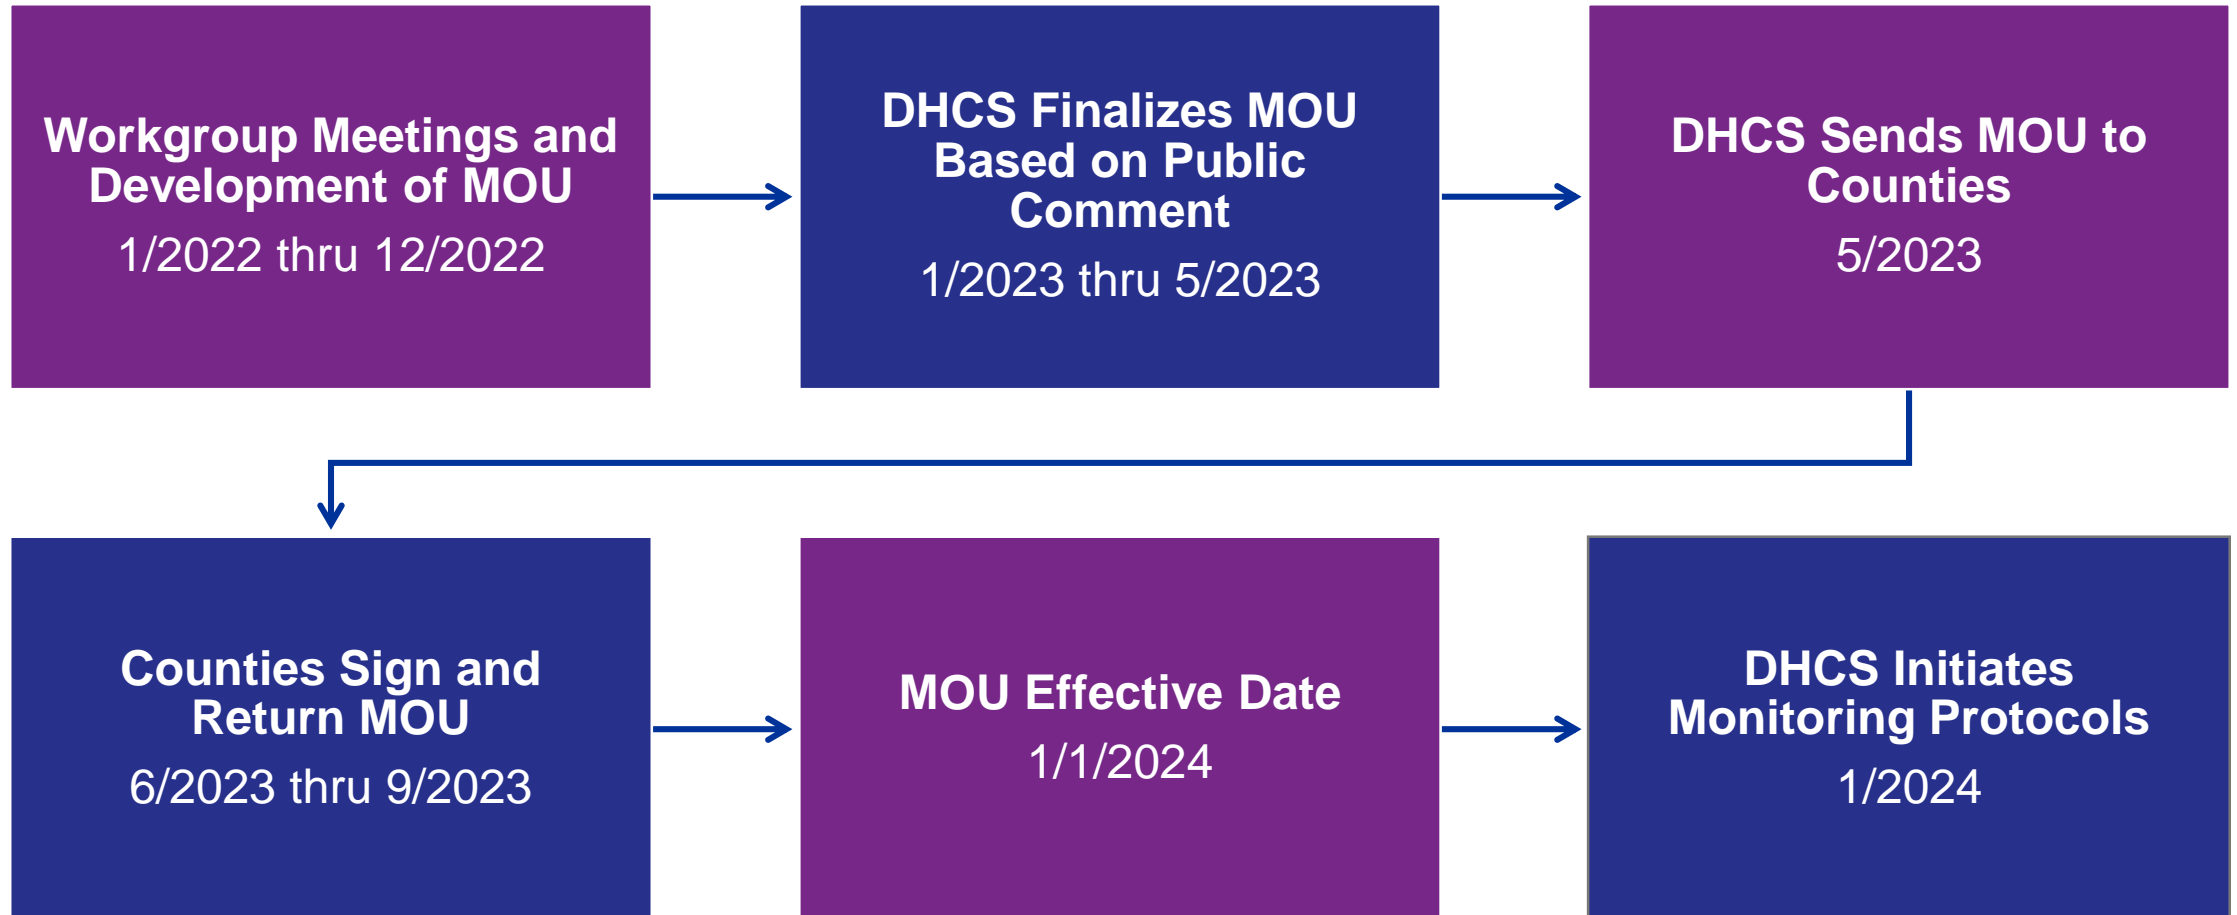 Workgroup Meetings and
Development of MOU
1/2022 thru 12/2022
DHCS Finalizes MOU
Based on Public
Comment
1/2023 thru 5/2023
DHCS Sends MOU to
Counties
5/2023
Counties Sign and
Return MOU
6/2023 thru 9/2023
MOU Effective Date
1/1/2024
DHCS Initiates
Monitoring Protocols
1/2024